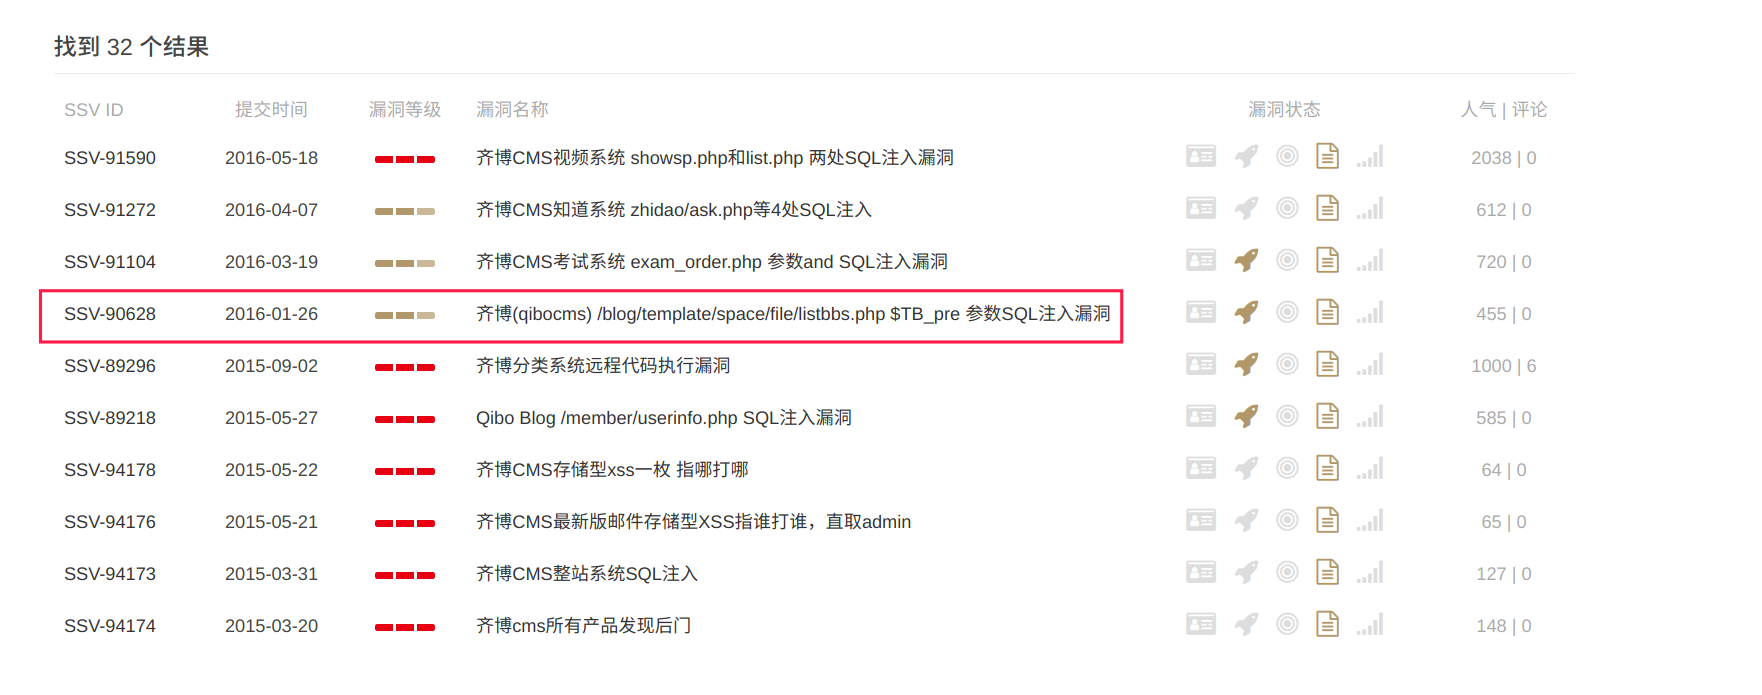 找到 32 个结果
SSV ID 提交时间 漏洞等级 漏洞名称 漏洞状态 人气 | 评论
SSV-91590 2016-05-18 齐博CMS视频系统 showsp.php和list.php 两处SQL注入漏洞 2038 | 0
SSV-91272 2016-04-07 齐博CMS知道系统 zhidao/ask.php等4处SQL注入 612 | 0
SSV-91104 2016-03-19 齐博CMS考试系统 exam_order.php 参数and SQL注入漏洞 720 | 0
SSV-90628 2016-01-26 齐博(qibocms) /blog/template/space/file/listbbs.php $TB_pre 参数SQL注入漏洞 455 | 0
SSV-89296 2015-09-02 齐博分类系统远程代码执行漏洞 1000 | 6
SSV-89218 2015-05-27 Qibo Blog /member/userinfo.php SQL注入漏洞 585 | 0
SSV-94178 2015-05-22 齐博CMS存储型xss一枚 指哪打哪 64 | 0
SSV-94176 2015-05-21 齐博CMS最新版邮件存储型XSS指谁打谁，直取admin 65 | 0
SSV-94173 2015-03-31 齐博CMS整站系统SQL注入 127 | 0
SSV-94174 2015-03-20 齐博cms所有产品发现后门 148 | 0